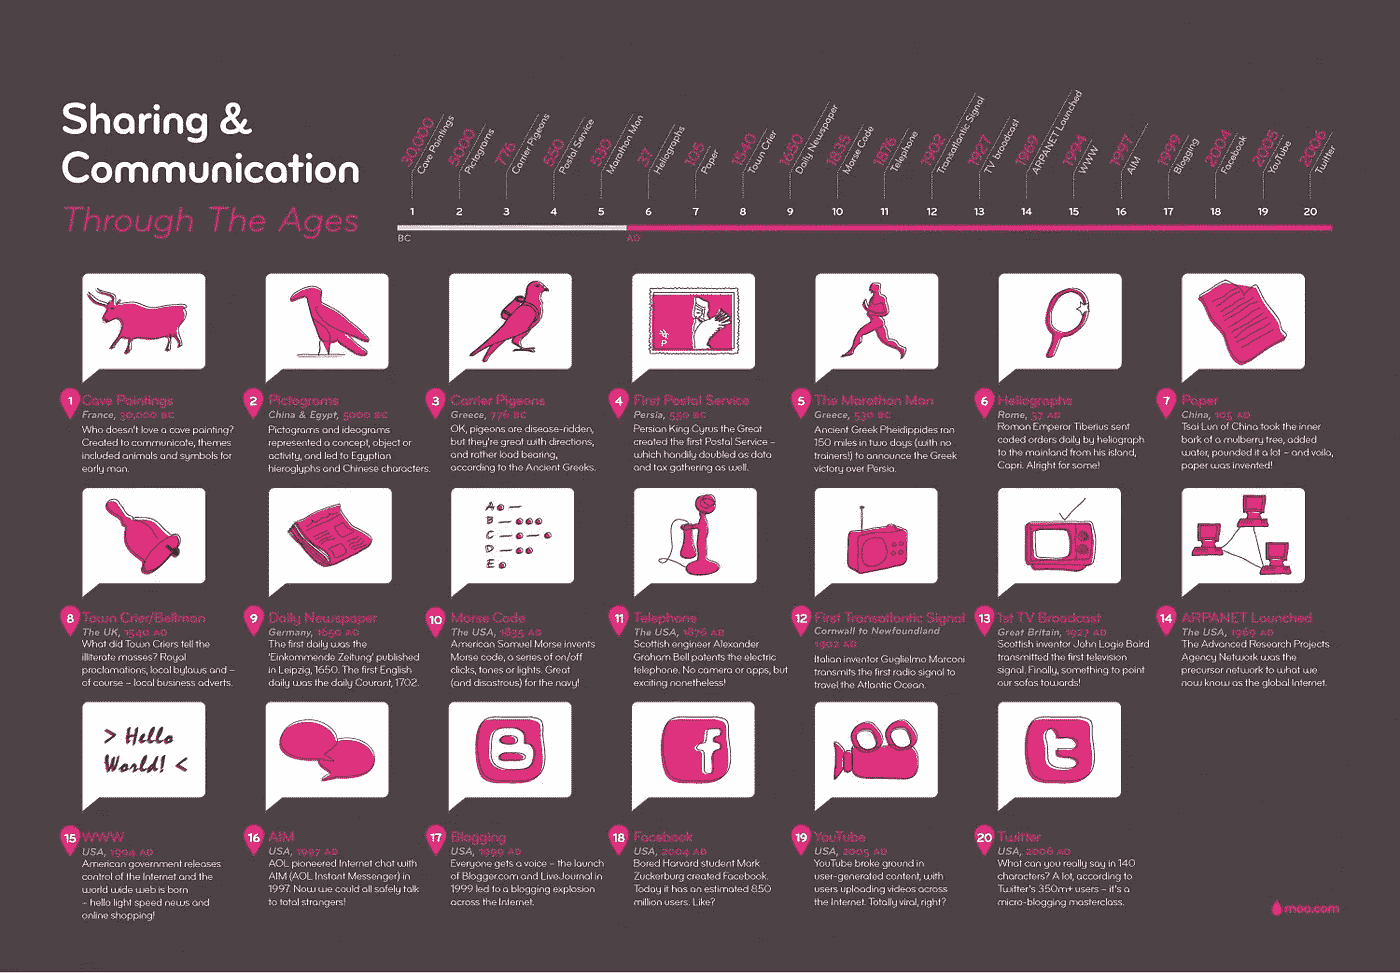 Sharing &
Communication
Through The Ages
30,000 Cave Paintings
5000 Pictograms
776 Carrier Pigeons
550 Postal Service
530 Marathon Man
37 Heliographs
105 Paper
1540 Town Crier
1650 Daily Newspaper
1835 Morse Code
1876 Telephone
1902 Transatlantic Signal
1927 TV broadcast
1969 ARPANET Launched
1994 WWW
1997 AIM
1999 Blogging
2004 Facebook
2005 YouTube
2006 Twitter
1 2 3 4 5 6 7 8 9 10 11 12 13 14 15 16 17 18 19 20
BC AD
1 Cave Paintings
France, 30,000 BC
Who doesn't love a cave painting?
Created to communicate, themes
included animals and symbols for
early man.
2 Pictograms
China & Egypt, 5000 BC
Pictograms and ideograms
represented a concept, object or
activity, and led to Egyptian
hieroglyphs and Chinese characters.
3 Carrier Pigeons
Greece, 776 BC
OK, pigeons are disease-ridden,
but they're great with directions,
and rather load bearing,
according to the Ancient Greeks.
P
4 First Postal Service
Persia, 550 BC
Persian King Cyrus the Great
created the first Postal Service –
which handily doubled as data
and tax gathering as well.
5 The Marathon Man
Greece, 530 BC
Ancient Greek Pheidippides ran
150 miles in two days (with no
trainers!) to announce the Greek
victory over Persia.
6 Heliographs
Rome, 37 AD
Roman Emperor Tiberius sent
coded orders daily by heliograph
to the mainland from his island,
Capri. Alright for some!
7 Paper
China, 105 AD
Tsai Lun of China took the inner
bark of a mulberry tree, added
water, pounded it a lot – and voila,
paper was invented!
8 Town Crier/Bellman
The UK, 1540 AD
What did Town Criers tell the
illiterate masses? Royal
proclamations, local bylaws and –
of course – local business adverts.
9 Daily Newspaper
Germany, 1650 AD
The first daily was the
'Einkommende Zeitung' published
in Leipzig, 1650. The first English
daily was the daily Courant, 1702.
A
B
C
D
E
10 Morse Code
The USA, 1835 AD
American Samuel Morse invents
Morse code, a series of on/off
clicks, tones or lights. Great
(and disastrous) for the navy!
11 Telephone
The USA, 1876 AD
Scottish engineer Alexander
Graham Bell patents the electric
telephone. No camera or apps, but
exciting nonetheless!
12 First Transatlantic Signal
Cornwall to Newfoundland
1902 AD
Italian inventor Guglielmo Marconi
transmits the first radio signal to
travel the Atlantic Ocean.
13 1st TV Broadcast
Great Britain, 1927 AD
Scottish inventor John Logie Baird
transmitted the first television
signal. Finally, something to point
our sofas towards!
14 ARPANET Launched
The USA, 1969 AD
The Advanced Research Projects
Agency Network was the
precursor network to what we
now know as the global Internet.
> Hello
World! <
15 WWW
USA, 1994 AD
American government releases
control of the Internet and the
world wide web is born
– hello light speed news and
online shopping!
16 AIM
USA, 1997 AD
AOL pioneered Internet chat with
AIM (AOL Instant Messenger) in
1997. Now we could all safely talk
to total strangers!
B
17 Blogging
USA, 1999 AD
Everyone gets a voice – the launch
of Blogger.com and LiveJournal in
1999 led to a blogging explosion
across the Internet.
f
18 Facebook
USA, 2004 AD
Bored Harvard student Mark
Zuckerburg created Facebook.
Today it has an estimated 850
million users. Like?
19 YouTube
USA, 2005 AD
YouTube broke ground in
user-generated content, with
users uploading videos across
the Internet. Totally viral, right?
t
20 Twitter
USA, 2006 AD
What can you really say in 140
characters? A lot, according to
Twitter's 350m+ users – it's a
micro-blogging masterclass.
moo.com